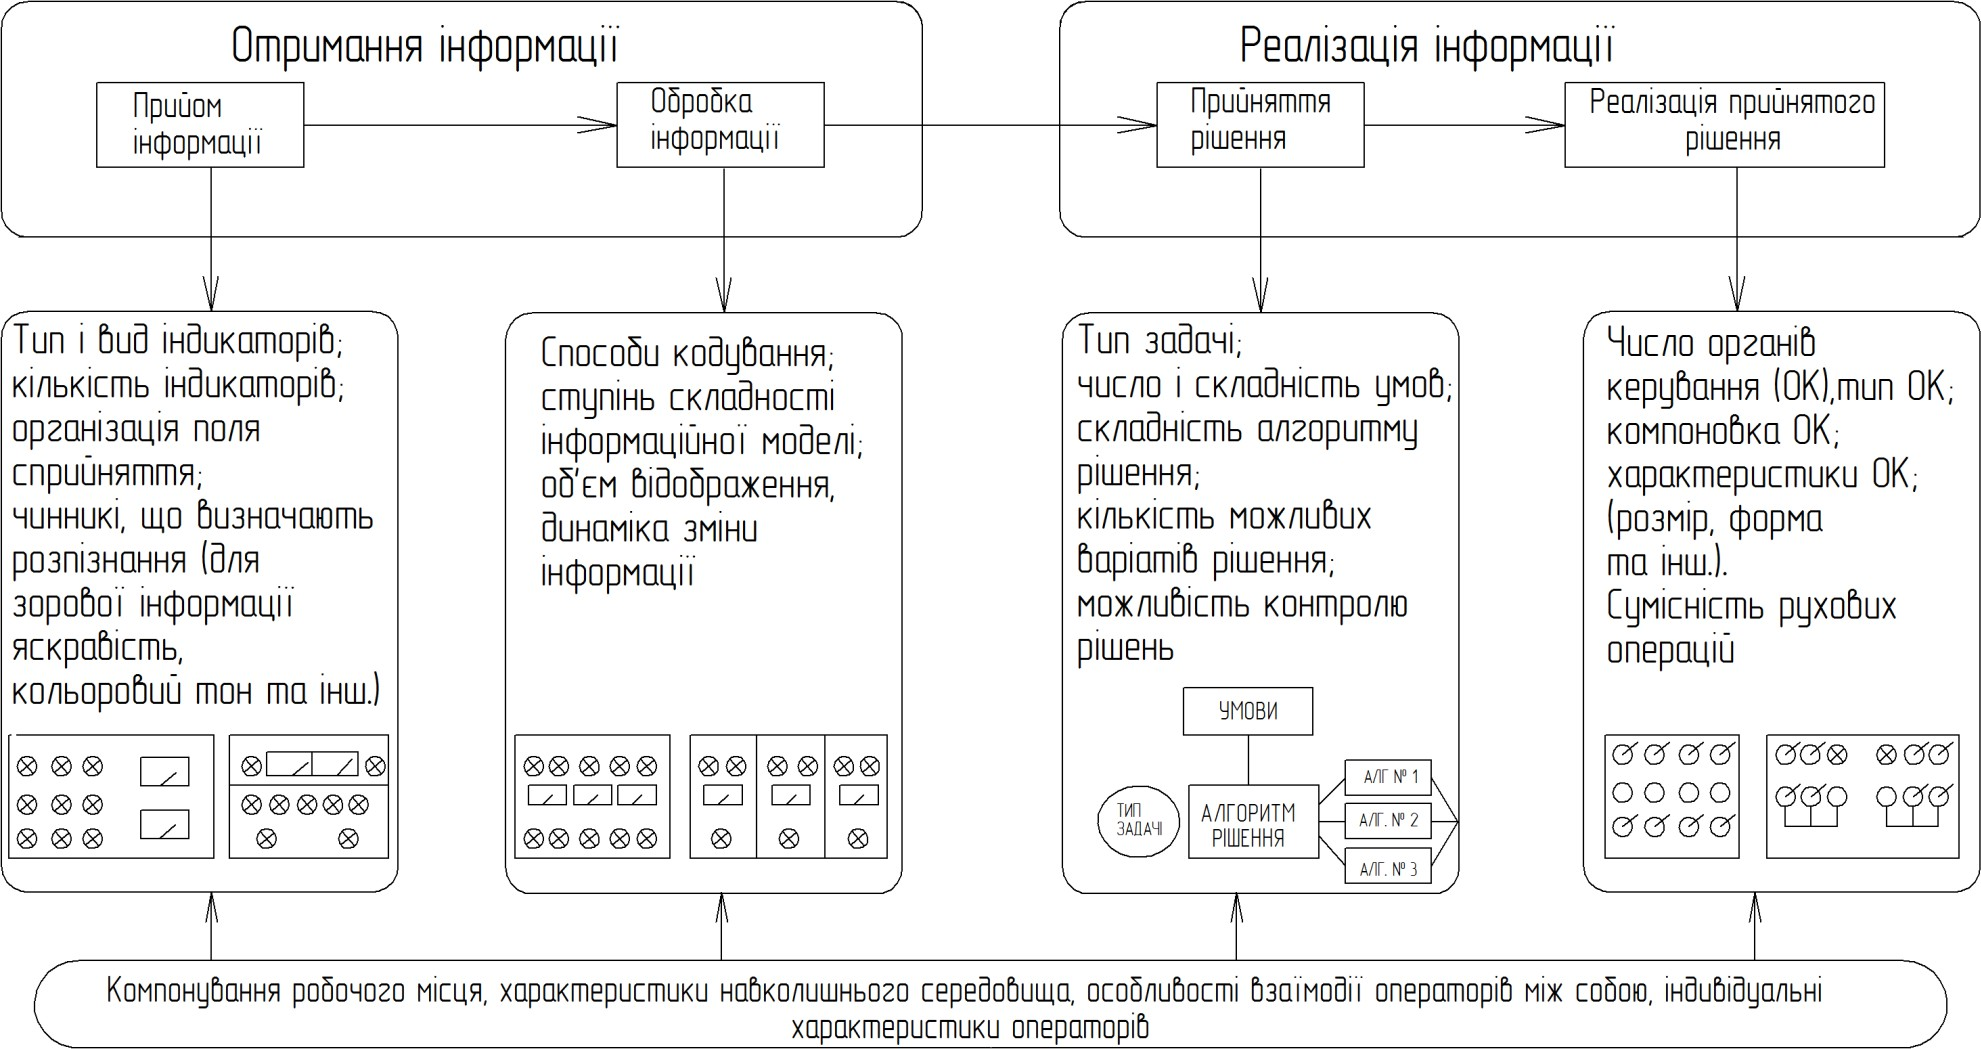 Отримання інформації
Прийом
інформації
Обробка
інформації
Реалізація інформації
Прийняття
рішення
Реалізація прийнятого
рішення
Тип і вид індикаторів;
кількість індикаторів;
організація поля
сприйняття;
чинникі, що визначають
розпізнання (для
зорової інформації
яскравість,
кольоровий тон та інш.)
Способи кодування;
ступінь складності
інформаційної моделі;
об'єм відображення,
динаміка зміни
інформації
Тип задачі;
число і складність умов;
складність алгоритму
рішення;
кількість можливих
варіатів рішення;
можливість контролю
рішень
УМОВИ
ТИП
ЗАДАЧІ
АЛГОРИТМ
РІШЕННЯ
АЛГ № 1
АЛГ. № 2
АЛГ. № 3
Число органів
керування (ОК),тип ОК;
компоновка ОК;
характеристики ОК;
(розмір, форма
та інш.).
Сумісність рухових
операцій
Компонування робочого місця, характеристики навколишнього середовища, особливості взаїмодії операторів між собою, індивідуальні
характеристики операторів